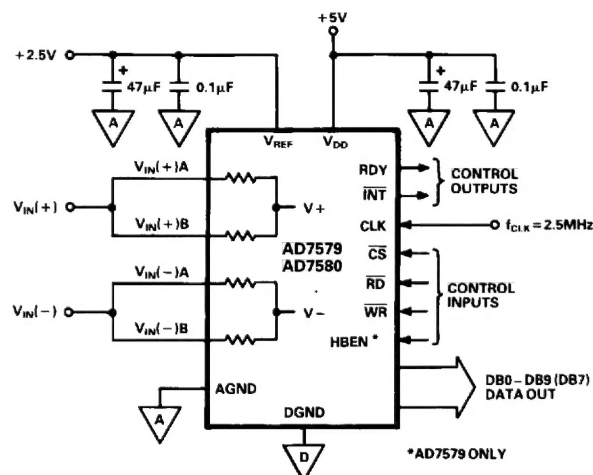 +5V
+2.5V
+
47µF
0.1µF
+
47µF
0.1µF
A
A
A
A
VREF
VDD
VIN(+)A
RDY
CONTROL
OUTPUTS
INT
VIN(+)
V+
VIN(+)B
CLK
fCLK = 2.5MHz
AD7579
AD7580
CS
VIN(−)A
RD
CONTROL
INPUTS
VIN(−)
V−
WR
VIN(−)B
HBEN *
DB0 – DB9 (DB7)
DATA OUT
AGND
A
DGND
D
*AD7579 ONLY